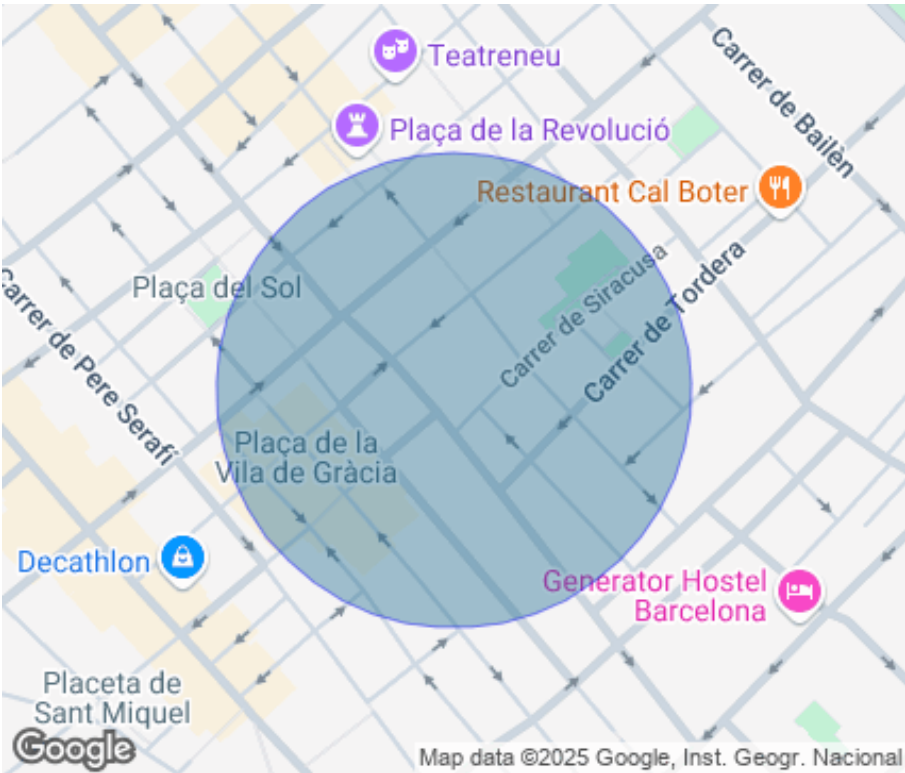 Teatreneu
Carrer de Bailèn
Plaça de la Revolució
Restaurant Cal Boter
Plaça del Sol
Carrer de Siracusa
Carrer de Tordera
Carrer de Pere Serafí
Plaça de la
Vila de Gràcia
Decathlon
Generator Hostel
Barcelona
Placeta de
Sant Miquel
Google
Map data ©2025 Google, Inst. Geogr. Nacional